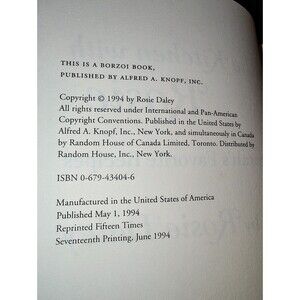 THIS IS A BORZOI BOOK,
PUBLISHED BY ALFRED A. KNOPF, INC.
Copyright © 1994 by Rosie Daley
All rights reserved under International and Pan-American
Copyright Conventions. Published in the United States by
Alfred A. Knopf, Inc., New York, and simultaneously in Canada
by Random House of Canada Limited, Toronto. Distributed by
Random House, Inc., New York.
ISBN 0-679-43404-6
Manufactured in the United States of America
Published May 1, 1994
Reprinted Fifteen Times
Seventeenth Printing, June 1994